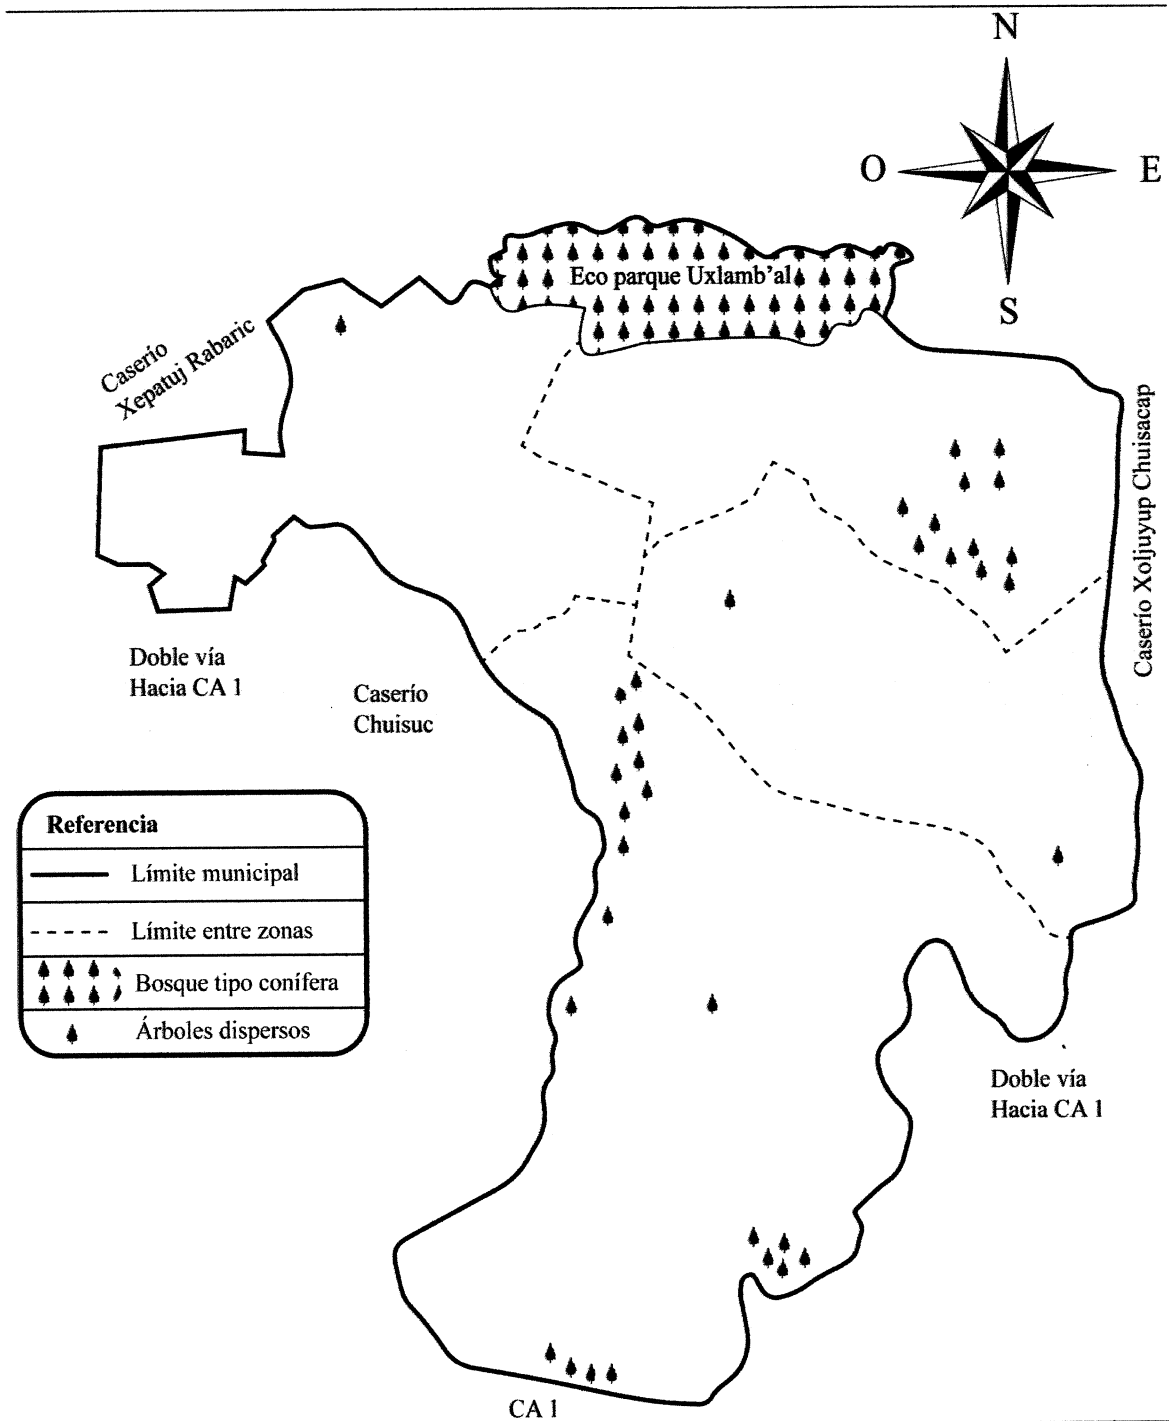 N
O
E
S
Eco parque Uxlamb'al
Caserío
Xepatuj Rabaric
Caserío Xoljuyup Chuisacap
Doble vía
Hacia CA 1
Caserío
Chuisuc
Referencia
Límite municipal
Límite entre zonas
Bosque tipo conífera
Árboles dispersos
Doble vía
Hacia CA 1
CA 1